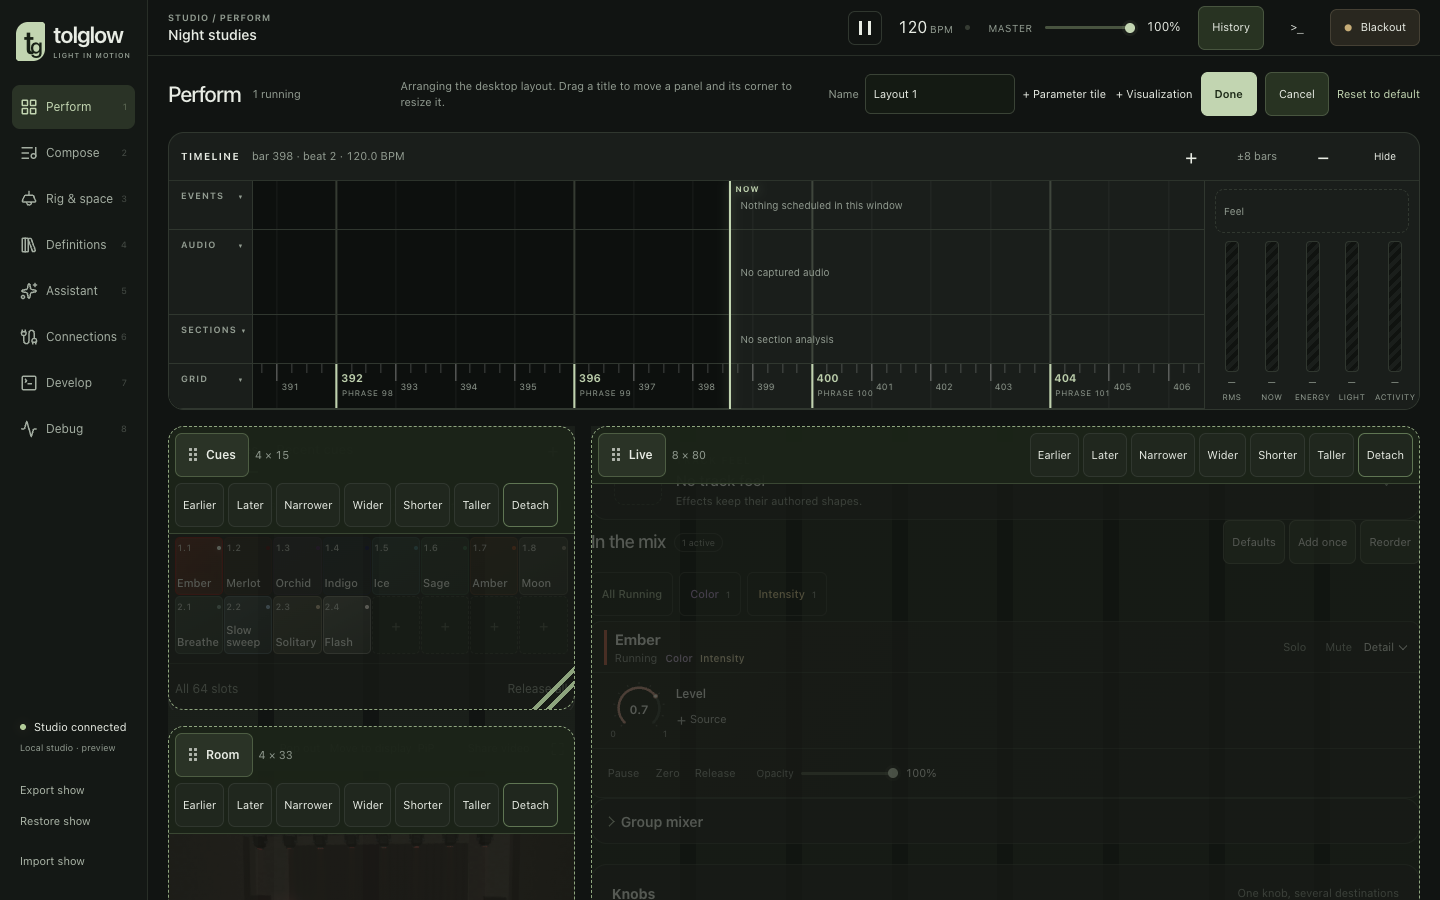 STUDIO / PERFORM
Night studies
120 BPM
MASTER
100%
History
>_
Blackout
tg
tolglow
LIGHT IN MOTION
Perform 1
Compose 2
Rig & space 3
Definitions 4
Assistant 5
Connections 6
Develop 7
Debug 8
Studio connected
Local studio · preview
Export show
Restore show
Import show
Perform 1 running
Arranging the desktop layout. Drag a title to move a panel and its corner to
resize it.
Name
Layout 1
+ Parameter tile
+ Visualization
Done
Cancel
Reset to default
TIMELINE bar 398 · beat 2 · 120.0 BPM
+ ±8 bars − Hide
EVENTS
NOW
Nothing scheduled in this window
AUDIO
No captured audio
SECTIONS
No section analysis
GRID
391
392
PHRASE 98
393
394
395
396
PHRASE 99
397
398
399
400
PHRASE 100
401
402
403
404
PHRASE 101
405
406
Feel
— — — — —
RMS NOW ENERGY LIGHT ACTIVITY
Cues 4 × 15
Earlier Later Narrower Wider Shorter Taller Detach
1.1 1.2 1.3 1.4 1.5 1.6 1.7 1.8
Ember Merlot Orchid Indigo Ice Sage Amber Moon
2.1 2.2 2.3 2.4
Breathe Slow sweep Solitary Flash + + + +
All 64 slots
Release
Room 4 × 33
Earlier Later Narrower Wider Shorter Taller Detach
Live 8 × 80
Earlier Later Narrower Wider Shorter Taller Detach
No track feel
Effects keep their authored shapes.
In the mix 1 active
Defaults Add once Reorder
All Running Color 1 Intensity 1
Ember
Running Color Intensity
Solo Mute Detail
0.7
0 1
Level
+ Source
Pause Zero Release Opacity 100%
Group mixer
Knobs
One knob, several destinations